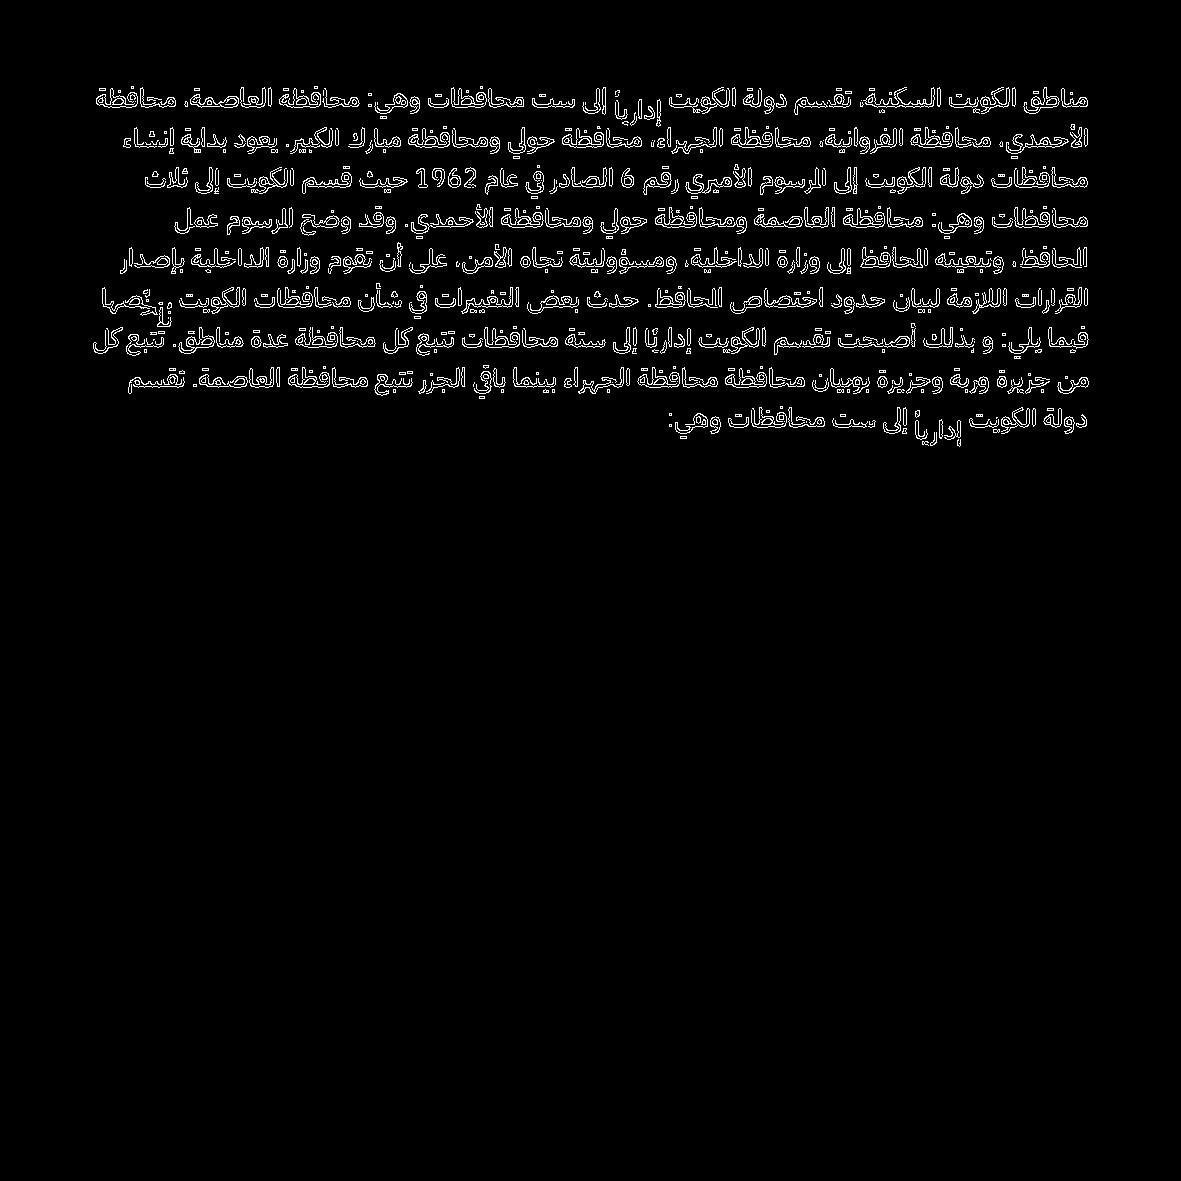 مناطق الكويت السكنية، تقسم دولة الكويت إدارياً إلى ست محافظات وهي: محافظة العاصمة، محافظة
الأحمدي، محافظة الفروانية، محافظة الجهراء، محافظة حولي ومحافظة مبارك الكبير. يعود بداية إنشاء
محافظات دولة الكويت إلى المرسوم الأميري رقم 6 الصادر في عام 1962 حيث قسم الكويت إلى ثلاث
محافظات وهي: محافظة العاصمة ومحافظة حولي ومحافظة الأحمدي. وقد وضح المرسوم عمل
المحافظ، وتبعيته المحافظ إلى وزارة الداخلية، ومسؤوليتة تجاه الأمن، على أن تقوم وزارة الداخلية بإصدار
القرارات اللازمة لبيان حدود اختصاص المحافظ. حدث بعض التغييرات في شأن محافظات الكويت نلخّصها
فيما يلي: و بذلك أصبحت تقسم الكويت إداريًا إلى ستة محافظات تتبع كل محافظة عدة مناطق. تتبع كل
من جزيرة وربة وجزيرة بوبيان محافظة محافظة الجهراء بينما باقي الجزر تتبع محافظة العاصمة. تقسم
دولة الكويت إدارياً إلى ست محافظات وهي: